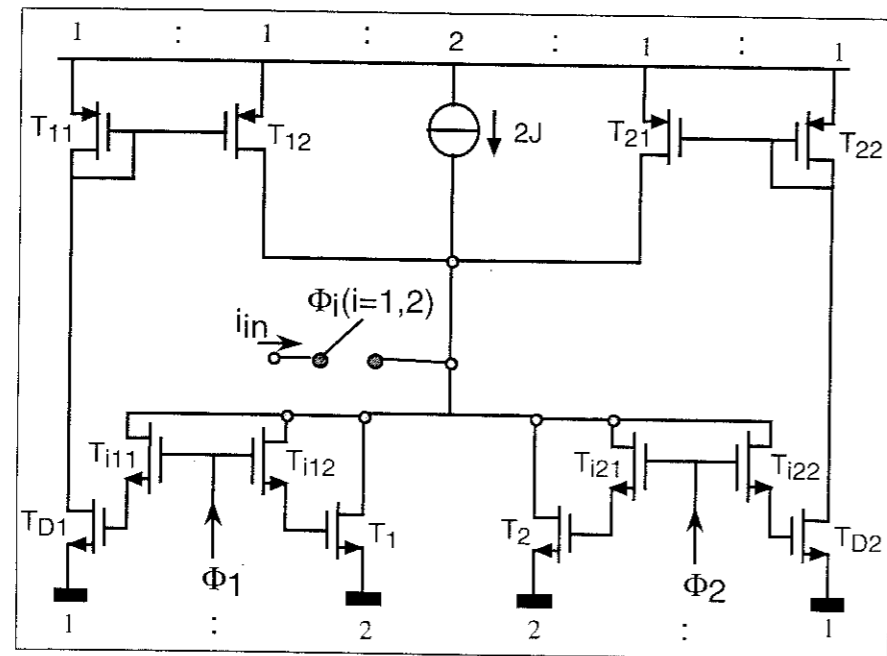 1 : 1 : 2 : 1 : 1
T11 T12 2J T21 T22
Φi(i=1,2)
iin
Ti11 Ti12 Ti21 Ti22
TD1 T1 T2 TD2
Φ1 Φ2
1 : 2 2 : 1